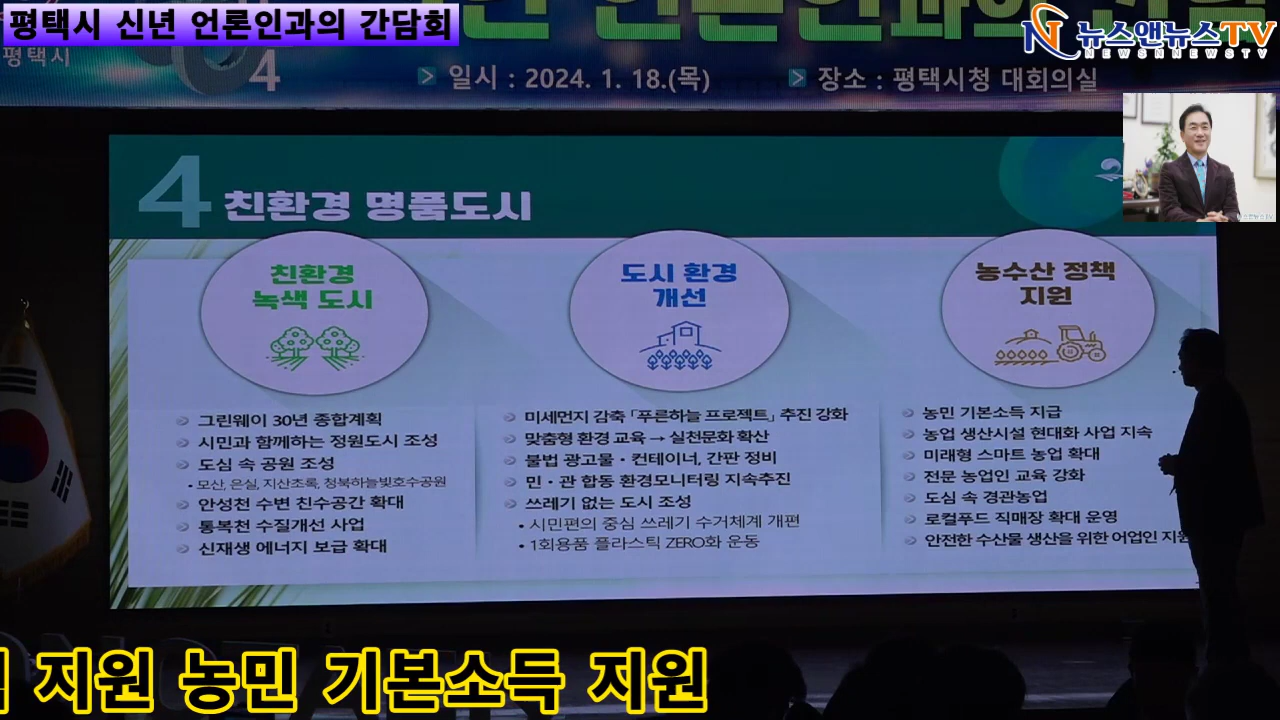 평택시 신년 언론인과의 간담회
뉴스앤뉴스TV
NEWSNNEWSTV
평택시
4
일시 : 2024. 1. 18.(목)
장소 : 평택시청 대회의실
4 친환경 명품도시
친환경
녹색 도시
그린웨이 30년 종합계획
시민과 함께하는 정원도시 조성
도심 속 공원 조성
• 모산, 은실, 지산초록, 청북하늘빛호수공원
안성천 수변 친수공간 확대
통복천 수질개선 사업
신재생 에너지 보급 확대
도시 환경
개선
미세먼지 감축 「푸른하늘 프로젝트」 추진 강화
맞춤형 환경 교육 → 실천문화 확산
불법 광고물·컨테이너, 간판 정비
민·관 합동 환경모니터링 지속추진
쓰레기 없는 도시 조성
• 시민편의 중심 쓰레기 수거체계 개편
• 1회용품 플라스틱 ZERO화 운동
농수산 정책
지원
농민 기본소득 지급
농업 생산시설 현대화 사업 지속
미래형 스마트 농업 확대
전문 농업인 교육 강화
도심 속 경관농업
로컬푸드 직매장 확대 운영
안전한 수산물 생산을 위한 어업인 지원
지원 농민 기본소득 지원